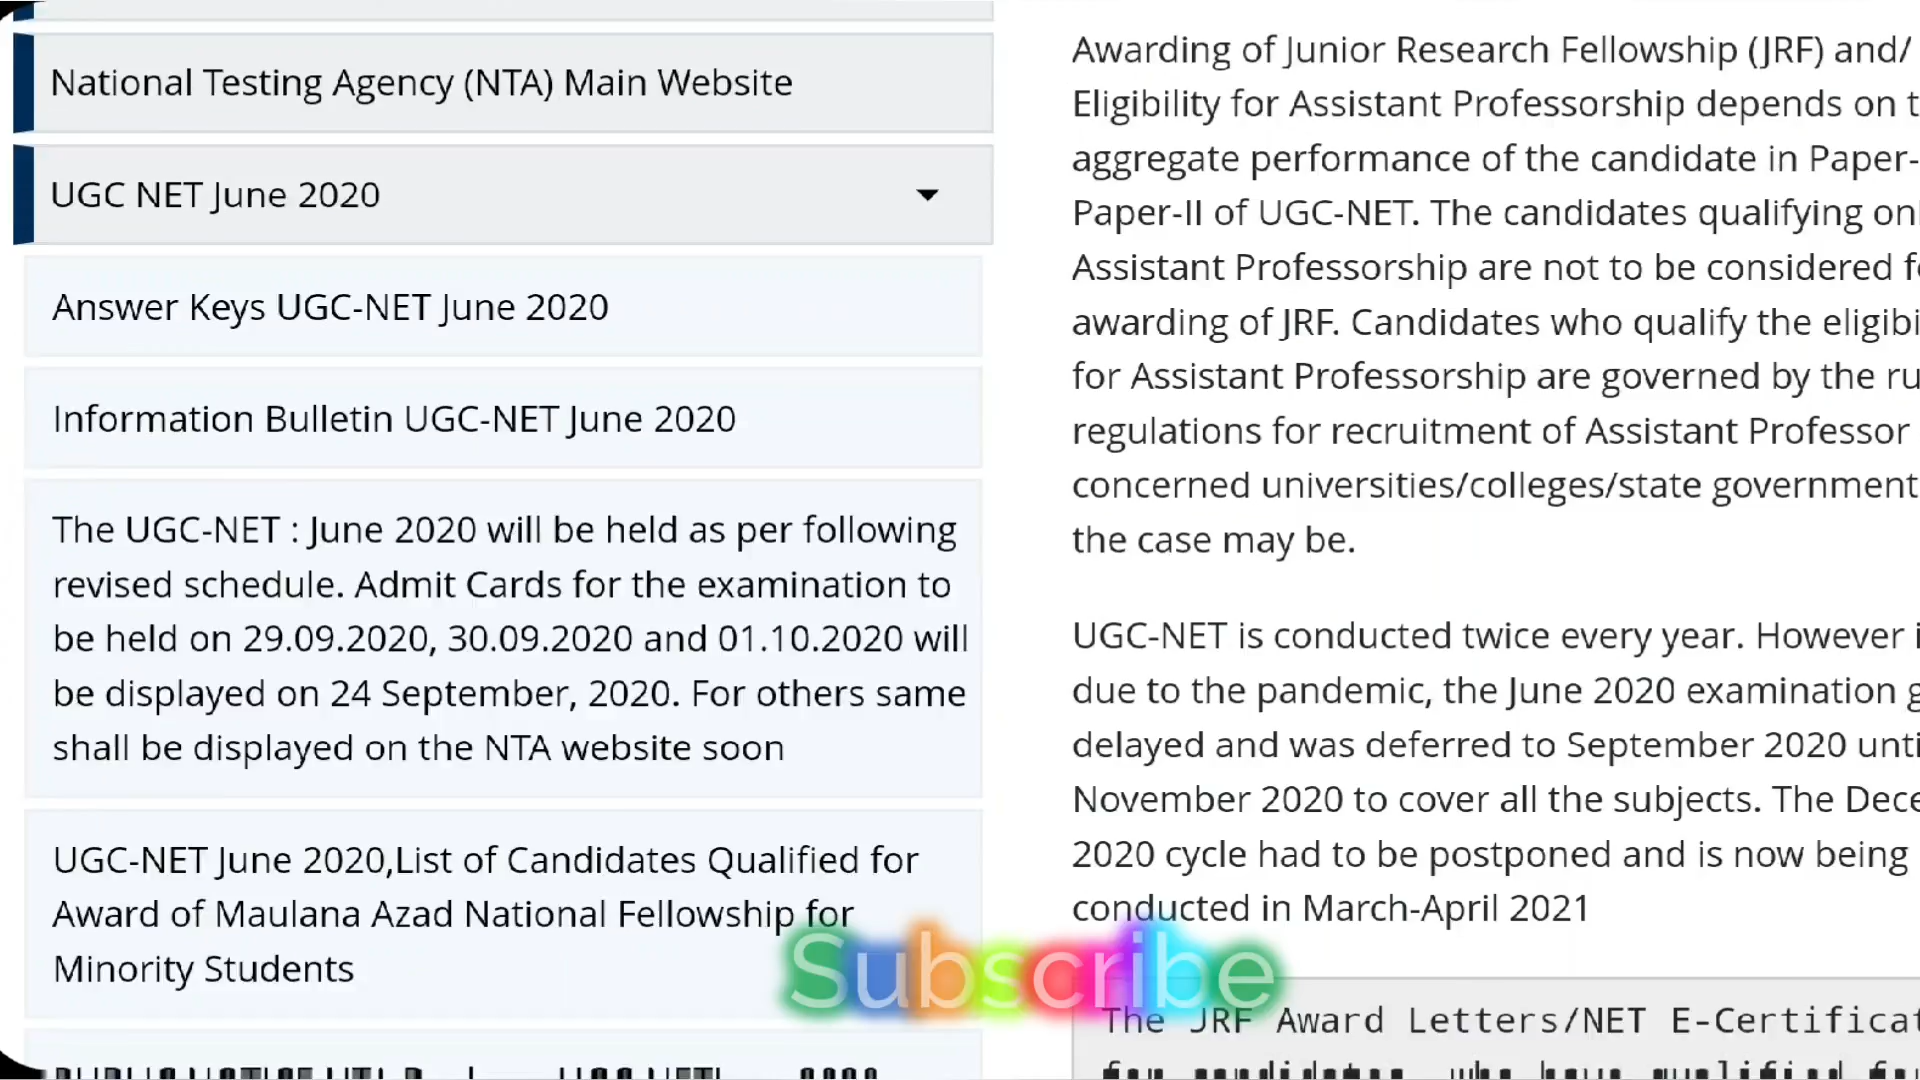 National Testing Agency (NTA) Main Website
UGC NET June 2020
Answer Keys UGC-NET June 2020
Information Bulletin UGC-NET June 2020
The UGC-NET : June 2020 will be held as per following
revised schedule. Admit Cards for the examination to
be held on 29.09.2020, 30.09.2020 and 01.10.2020 will
be displayed on 24 September, 2020. For others same
shall be displayed on the NTA website soon
UGC-NET June 2020,List of Candidates Qualified for
Award of Maulana Azad National Fellowship for
Minority Students
Awarding of Junior Research Fellowship (JRF) and/
Eligibility for Assistant Professorship depends on
aggregate performance of the candidate in Paper-
Paper-II of UGC-NET. The candidates qualifying
Assistant Professorship are not to be considered
awarding of JRF. Candidates who qualify the
for Assistant Professorship are governed by the
regulations for recruitment of Assistant Professor
concerned universities/colleges/state government
the case may be.
UGC-NET is conducted twice every year. However
due to the pandemic, the June 2020 examination
delayed and was deferred to September 2020
November 2020 to cover all the subjects. The
2020 cycle had to be postponed and is now being
conducted in March-April 2021
Subscribe
The JRF Award Letters/NET